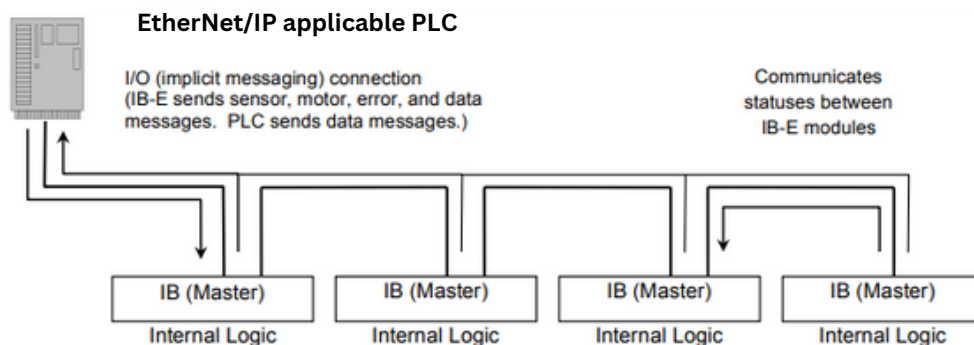 EtherNet/IP applicable PLC
I/O (implicit messaging) connection
(IB-E sends sensor, motor, error, and data
messages. PLC sends data messages.)
Communicates
statuses between
IB-E modules
IB (Master)
IB (Master)
IB (Master)
IB (Master)
Internal Logic
Internal Logic
Internal Logic
Internal Logic